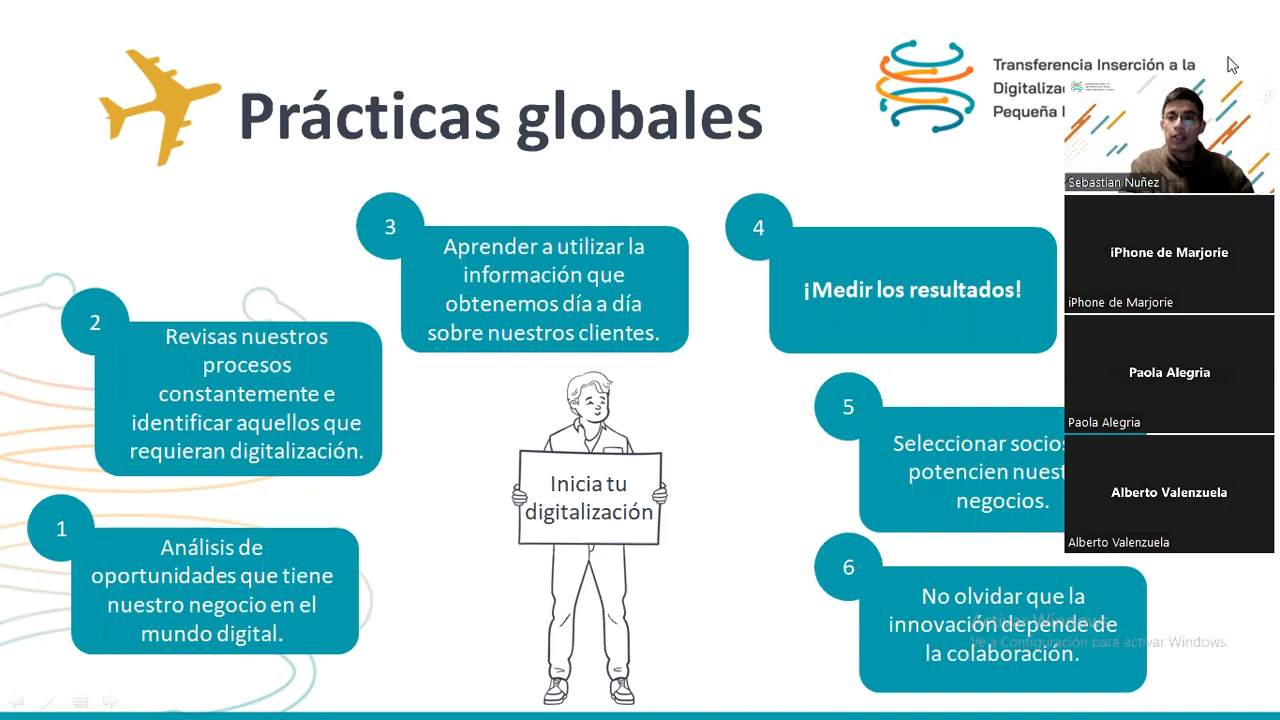 Prácticas globales
Transferencia Inserción a la
Pequeña
Sebastian Nuñez
iPhone de Marjorie
iPhone de Marjorie
Paola Alegria
Paola Alegria
Alberto Valenzuela
Alberto Valenzuela
1
Análisis de
oportunidades que tiene
nuestro negocio en el
mundo digital.
2
Revisas nuestros
procesos
constantemente e
identificar aquellos que
requieran digitalización.
3
Aprender a utilizar la
información que
obtenemos día a día
sobre nuestros clientes.
4
¡Medir los resultados!
5
Seleccionar socios
potencien
negocios.
6
No olvidar que la
innovación depende de
la colaboración.
Inicia tu
digitalización
Activar Windows
Ve a Configuración para activar Windows.